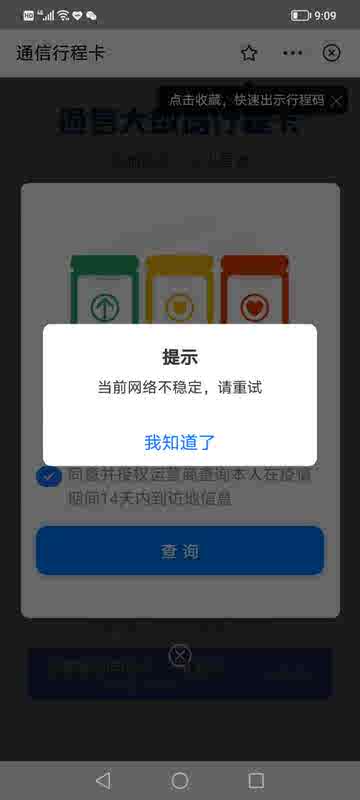 HD 4G 9:09
通信行程卡
点击收藏，快速出示行程码
通信大数据行程卡
提示
当前网络不稳定，请重试
我知道了
同意并授权运营商查询本人在疫情
期间14天内到访地信息
查询